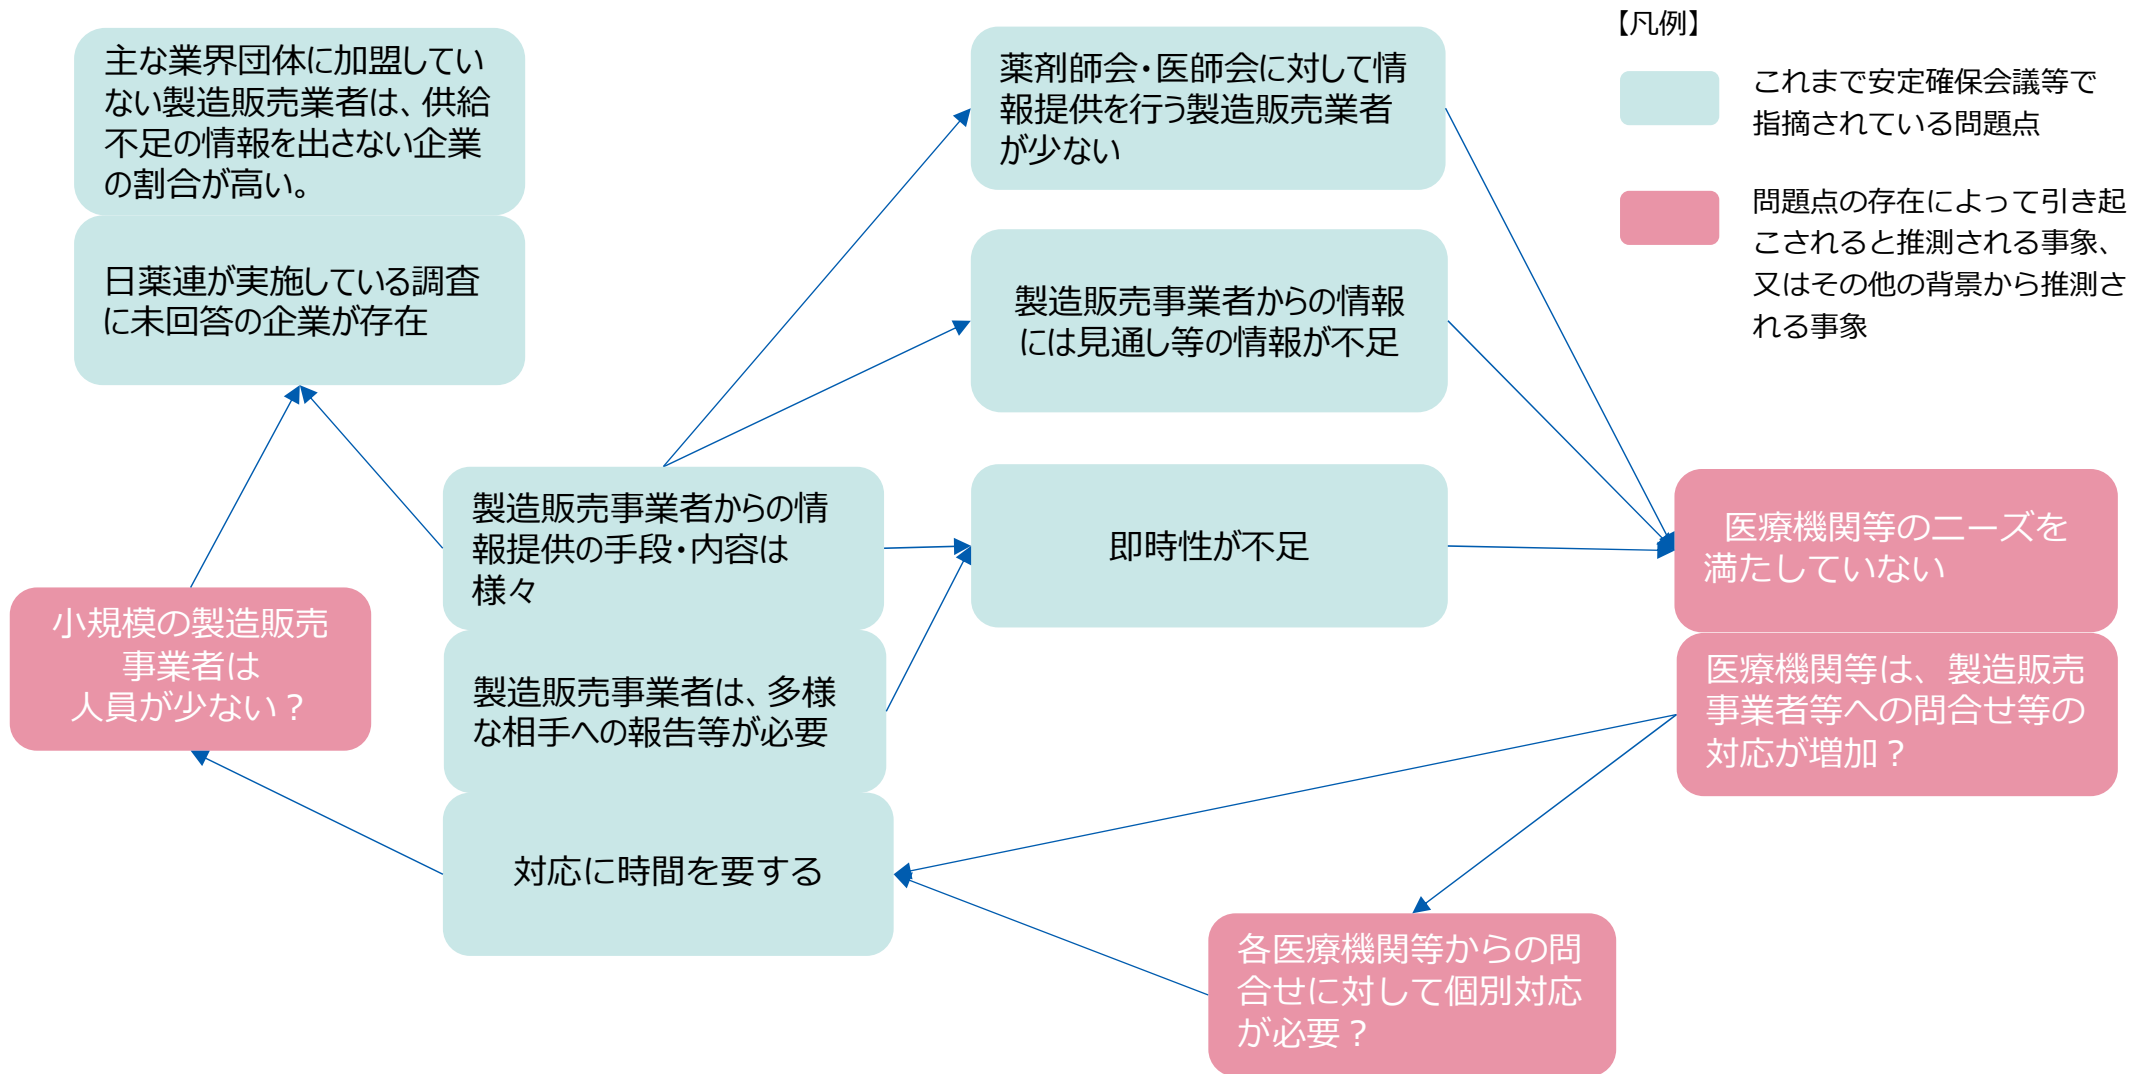 主な業界団体に加盟してい
ない製造販売業者は、供給
不足の情報を出さない企業
の割合が高い。
日薬連が実施している調査
に未回答の企業が存在
薬剤師会・医師会に対して情
報提供を行う製造販売業者
が少ない
製造販売事業者からの情報
には見通し等の情報が不足
【凡例】
これまで安定確保会議等で
指摘されている問題点
問題点の存在によって引き起
こされると推測される事象、
又はその他の背景から推測さ
れる事象
製造販売事業者からの情
報提供の手段・内容は
様々
即時性が不足
医療機関等のニーズを
満たしていない
小規模の製造販売
事業者は
人員が少ない？
製造販売事業者は、多様
な相手への報告等が必要
医療機関等は、製造販売
事業者等への問合せ等の
対応が増加？
対応に時間を要する
各医療機関等からの問
合せに対して個別対応
が必要？